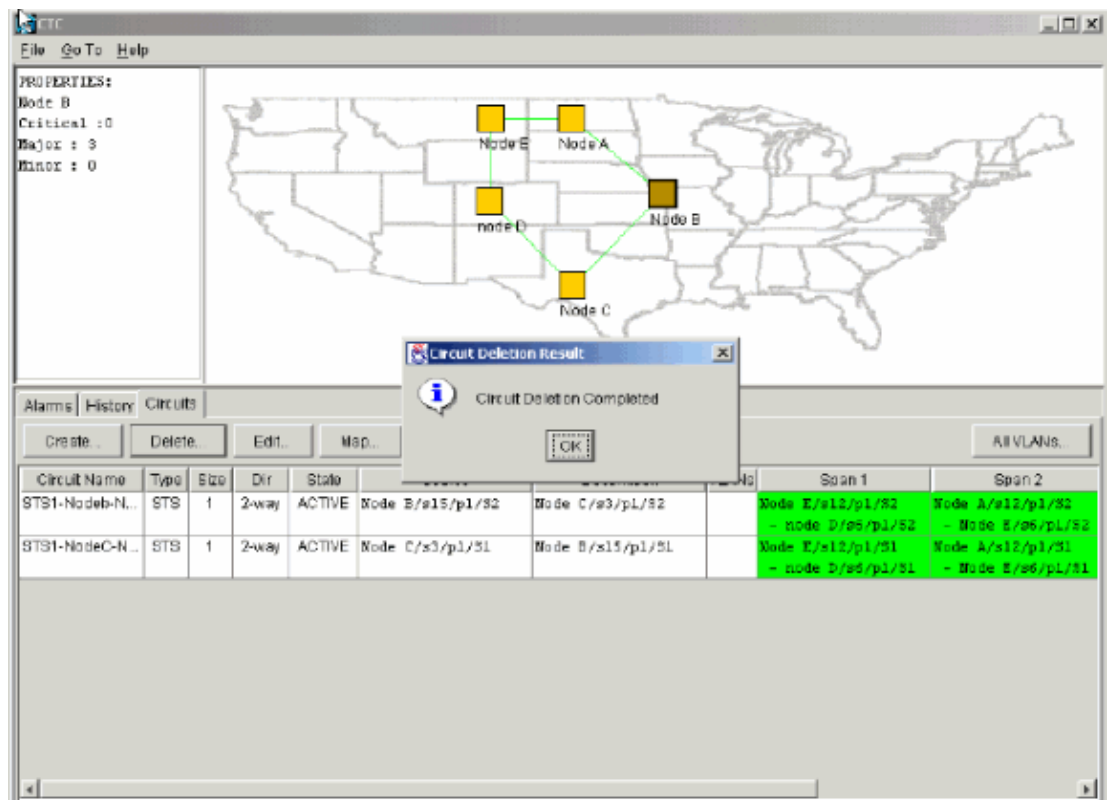 CTC
File Go To Help
PROPERTIES:
Node B
Critical :0
Major : 3
Minor : 0
Node E
Node A
Node B
node D
Node C
Circuit Deletion Result
Circuit Deletion Completed
OK
Alarms History Circuits
Create... Delete... Edit... Map... All VLANs...
Circuit Name Type Size Dir State Span 1 Span 2
STS1-Nodeb-N... STS 1 2-way ACTIVE Node B/s15/p1/S2 Node C/s3/p1/S2 Node E/s12/p1/S2 Node A/s12/p1/S2
- node D/s6/p1/S2 - Node E/s6/p1/S2
STS1-NodeC-N... STS 1 2-way ACTIVE Node C/s3/p1/S1 Node B/s15/p1/S1 Node E/s12/p1/S1 Node A/s12/p1/S1
- node D/s6/p1/S1 - Node E/s6/p1/S1